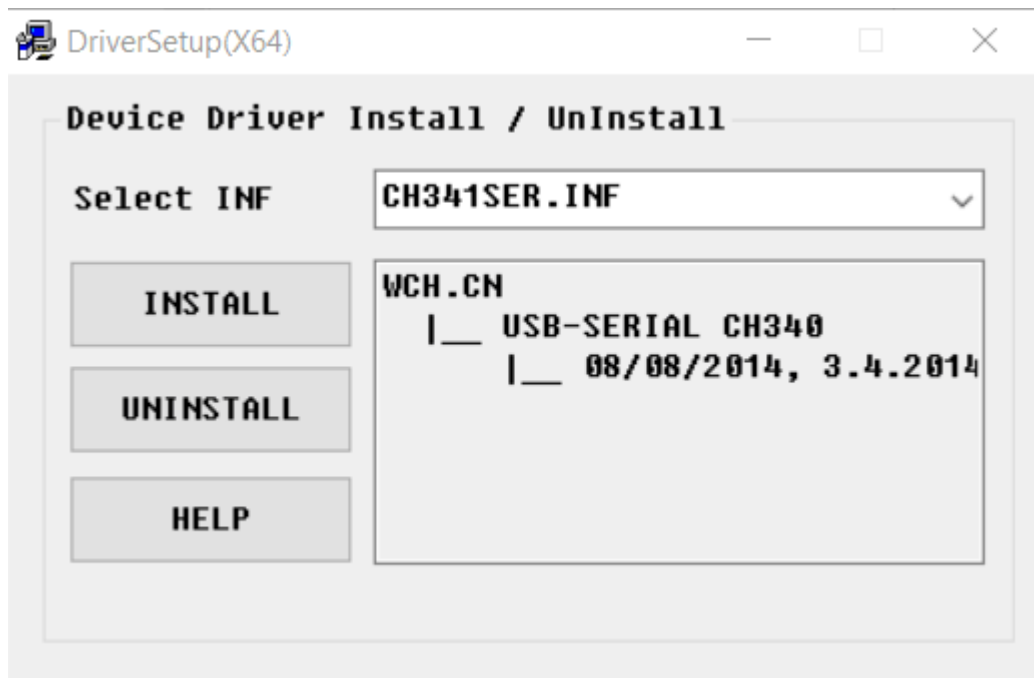 DriverSetup(X64)
Device Driver Install / UnInstall
Select INF
CH341SER.INF
INSTALL
UNINSTALL
HELP
WCH.CN
|__ USB-SERIAL CH340
|__ 08/08/2014, 3.4.2014